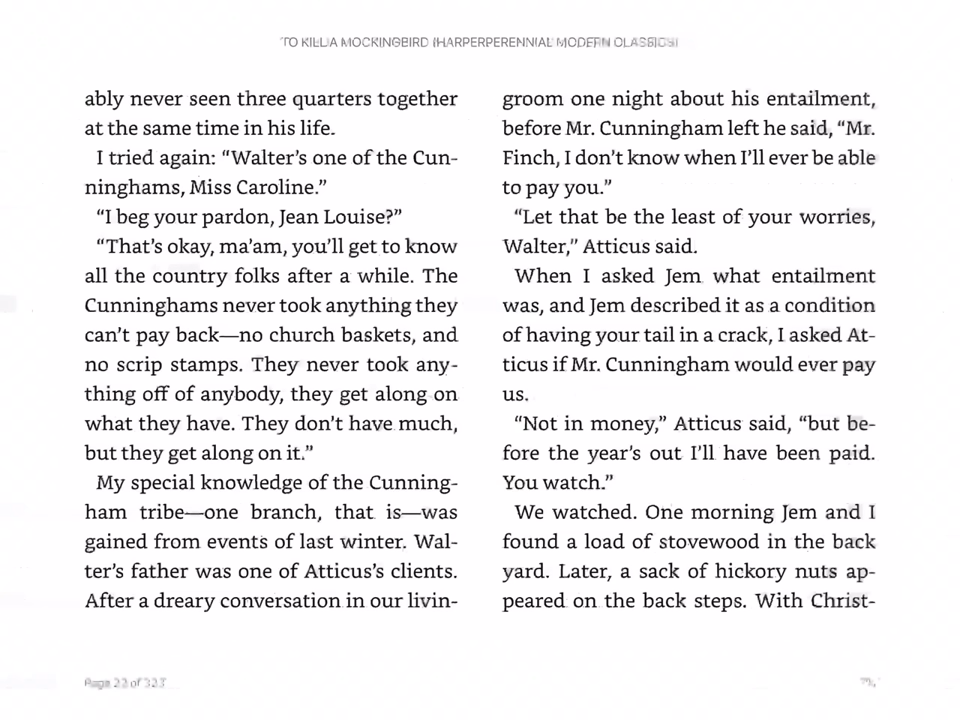 TO KILL A MOCKINGBIRD (HARPERPERENNIAL MODERN CLASSICS)
ably never seen three quarters together
at the same time in his life.
I tried again: “Walter’s one of the Cun-
ninghams, Miss Caroline.”
“I beg your pardon, Jean Louise?”
“That’s okay, ma’am, you’ll get to know
all the country folks after a while. The
Cunninghams never took anything they
can’t pay back—no church baskets, and
no scrip stamps. They never took any-
thing off of anybody, they get along on
what they have. They don’t have much,
but they get along on it.”
My special knowledge of the Cunning-
ham tribe—one branch, that is—was
gained from events of last winter. Wal-
ter’s father was one of Atticus’s clients.
After a dreary conversation in our livin-
groom one night about his entailment,
before Mr. Cunningham left he said, “Mr.
Finch, I don’t know when I’ll ever be able
to pay you.”
“Let that be the least of your worries,
Walter,” Atticus said.
When I asked Jem what entailment
was, and Jem described it as a condition
of having your tail in a crack, I asked At-
ticus if Mr. Cunningham would ever pay
us.
“Not in money,” Atticus said, “but be-
fore the year’s out I’ll have been paid.
You watch.”
We watched. One morning Jem and I
found a load of stovewood in the back
yard. Later, a sack of hickory nuts ap-
peared on the back steps. With Christ-
Page 22 of 323